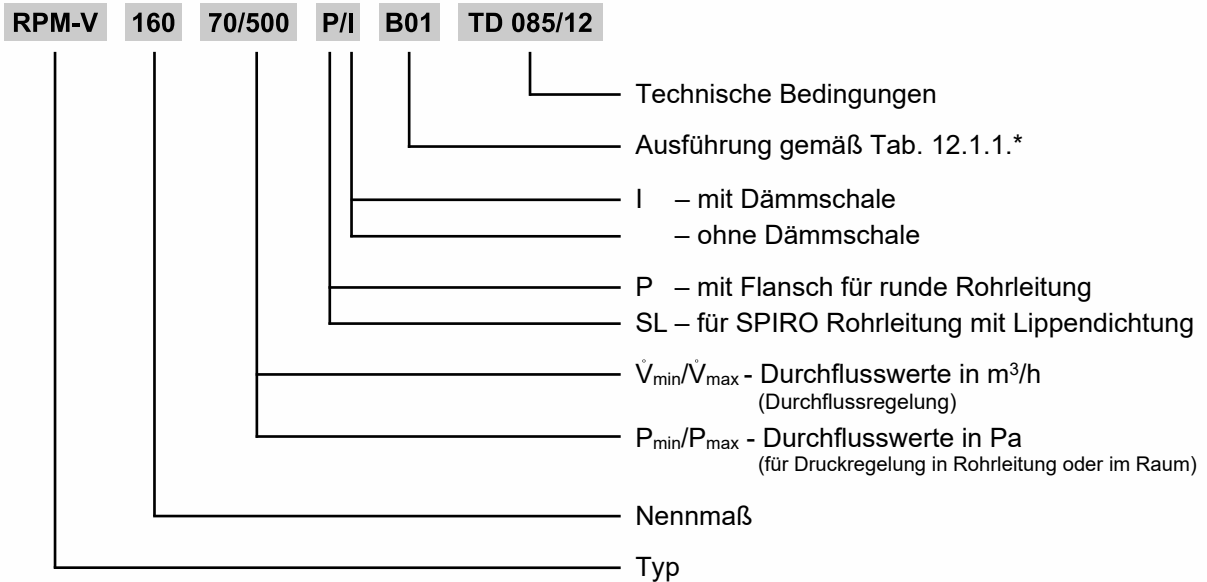 RPM-V 160 70/500 P/I B01 TD 085/12
Technische Bedingungen
Ausführung gemäß Tab. 12.1.1.*
I – mit Dämmschale
– ohne Dämmschale
P – mit Flansch für runde Rohrleitung
SL – für SPIRO Rohrleitung mit Lippendichtung
V̊min/V̊max - Durchflusswerte in m³/h
(Durchflussregelung)
Pmin/Pmax - Durchflusswerte in Pa
(für Druckregelung in Rohrleitung oder im Raum)
Nennmaß
Typ